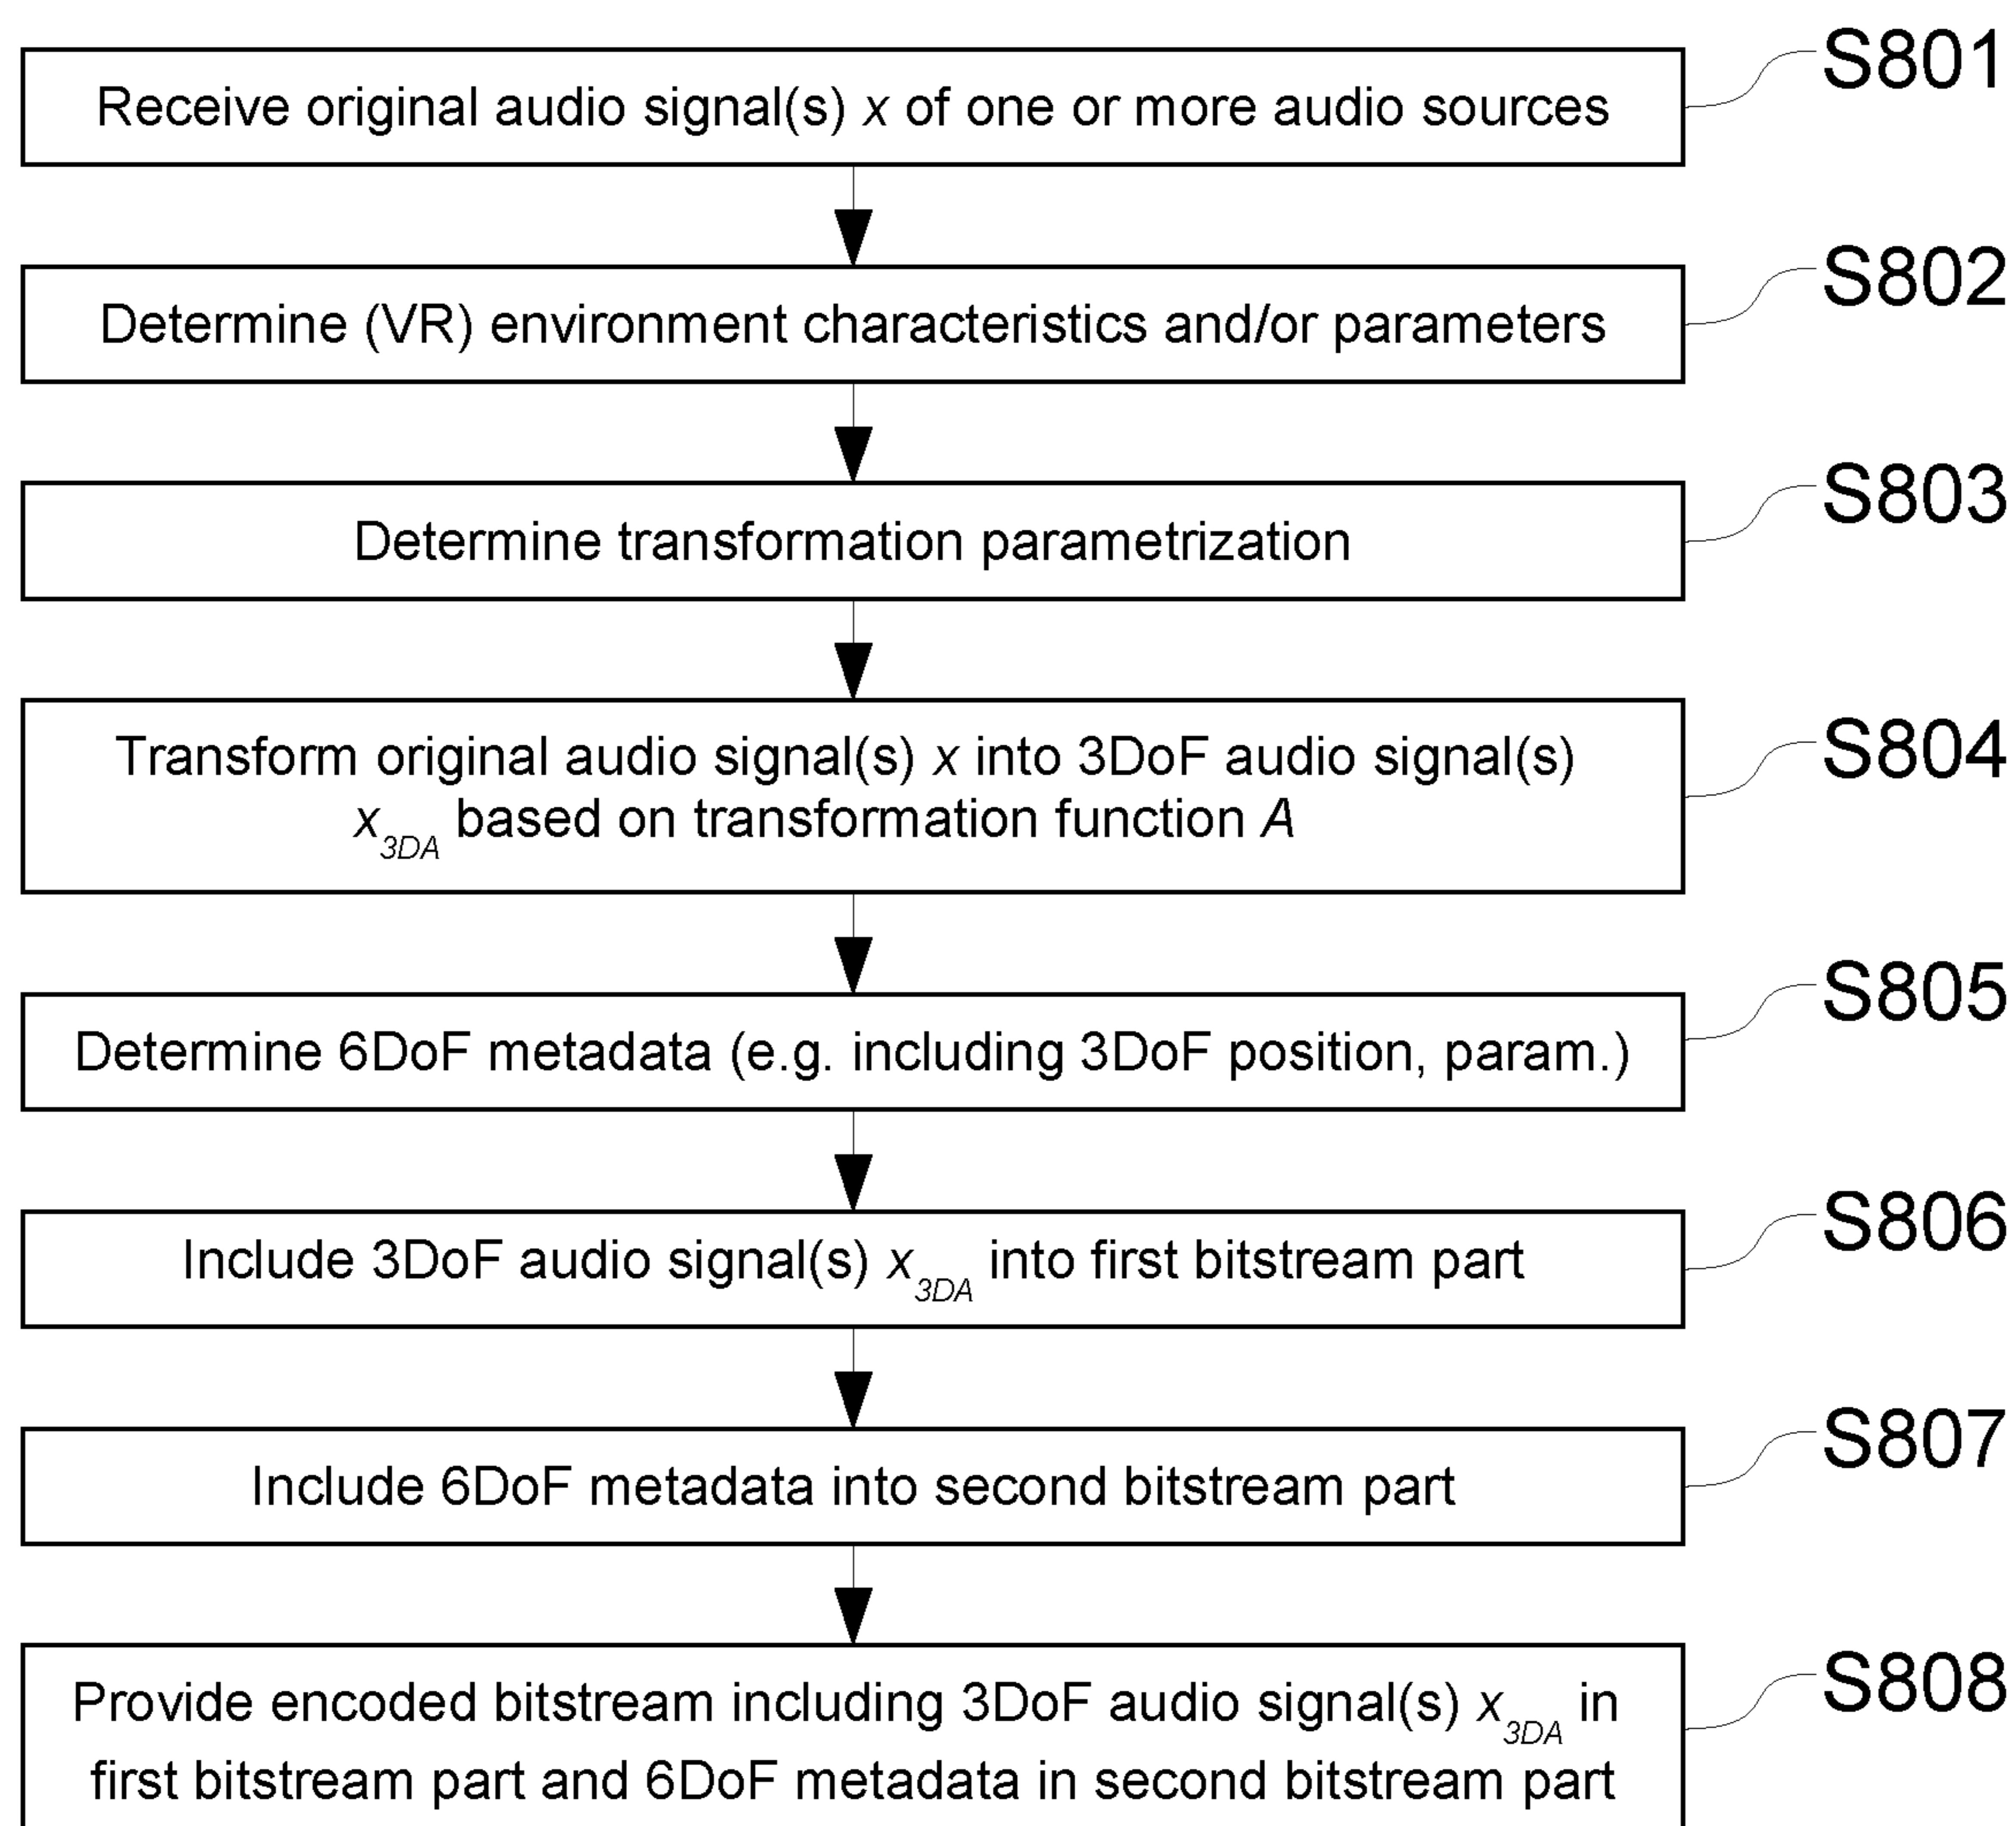 Receive original audio signal(s) x of one or more audio sources
S801
Determine (VR) environment characteristics and/or parameters
S802
Determine transformation parametrization
S803
Transform original audio signal(s) x into 3DoF audio signal(s)
x_3DA based on transformation function A
S804
Determine 6DoF metadata (e.g. including 3DoF position, param.)
S805
Include 3DoF audio signal(s) x_3DA into first bitstream part
S806
Include 6DoF metadata into second bitstream part
S807
Provide encoded bitstream including 3DoF audio signal(s) x_3DA in
first bitstream part and 6DoF metadata in second bitstream part
S808